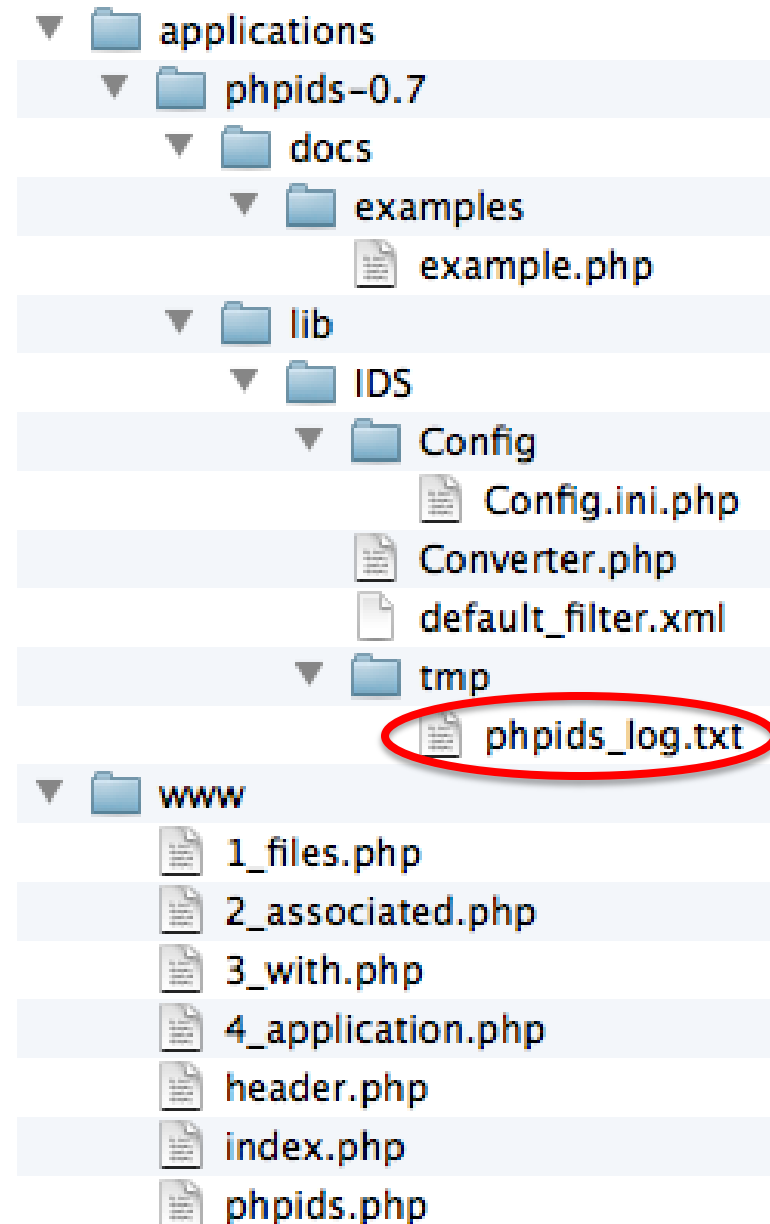 applications
phpids-0.7
docs
examples
example.php
lib
IDS
Config
Config.ini.php
Converter.php
default_filter.xml
tmp
phpids_log.txt
www
1_files.php
2_associated.php
3_with.php
4_application.php
header.php
index.php
phpids.php